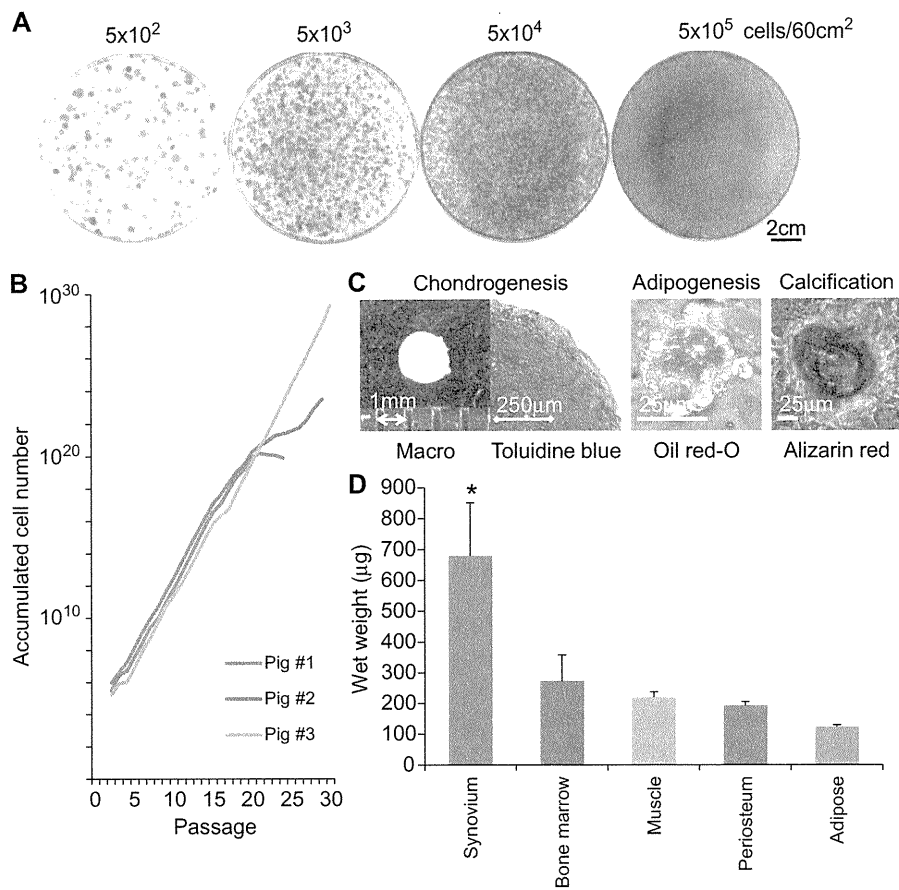 A
5x10² 5x10³ 5x10⁴ 5x10⁵ cells/60cm²
2cm
B
10³⁰
10²⁰
10¹⁰
Accumulated cell number
Pig #1
Pig #2
Pig #3
0 5 10 15 20 25 30
Passage
C
Chondrogenesis Adipogenesis Calcification
1mm 250µm 25µm 25µm
Macro Toluidine blue Oil red-O Alizarin red
D
900
800
700
600
500
400
300
200
100
0
Wet weight (µg)
*
Synovium
Bone marrow
Muscle
Periosteum
Adipose